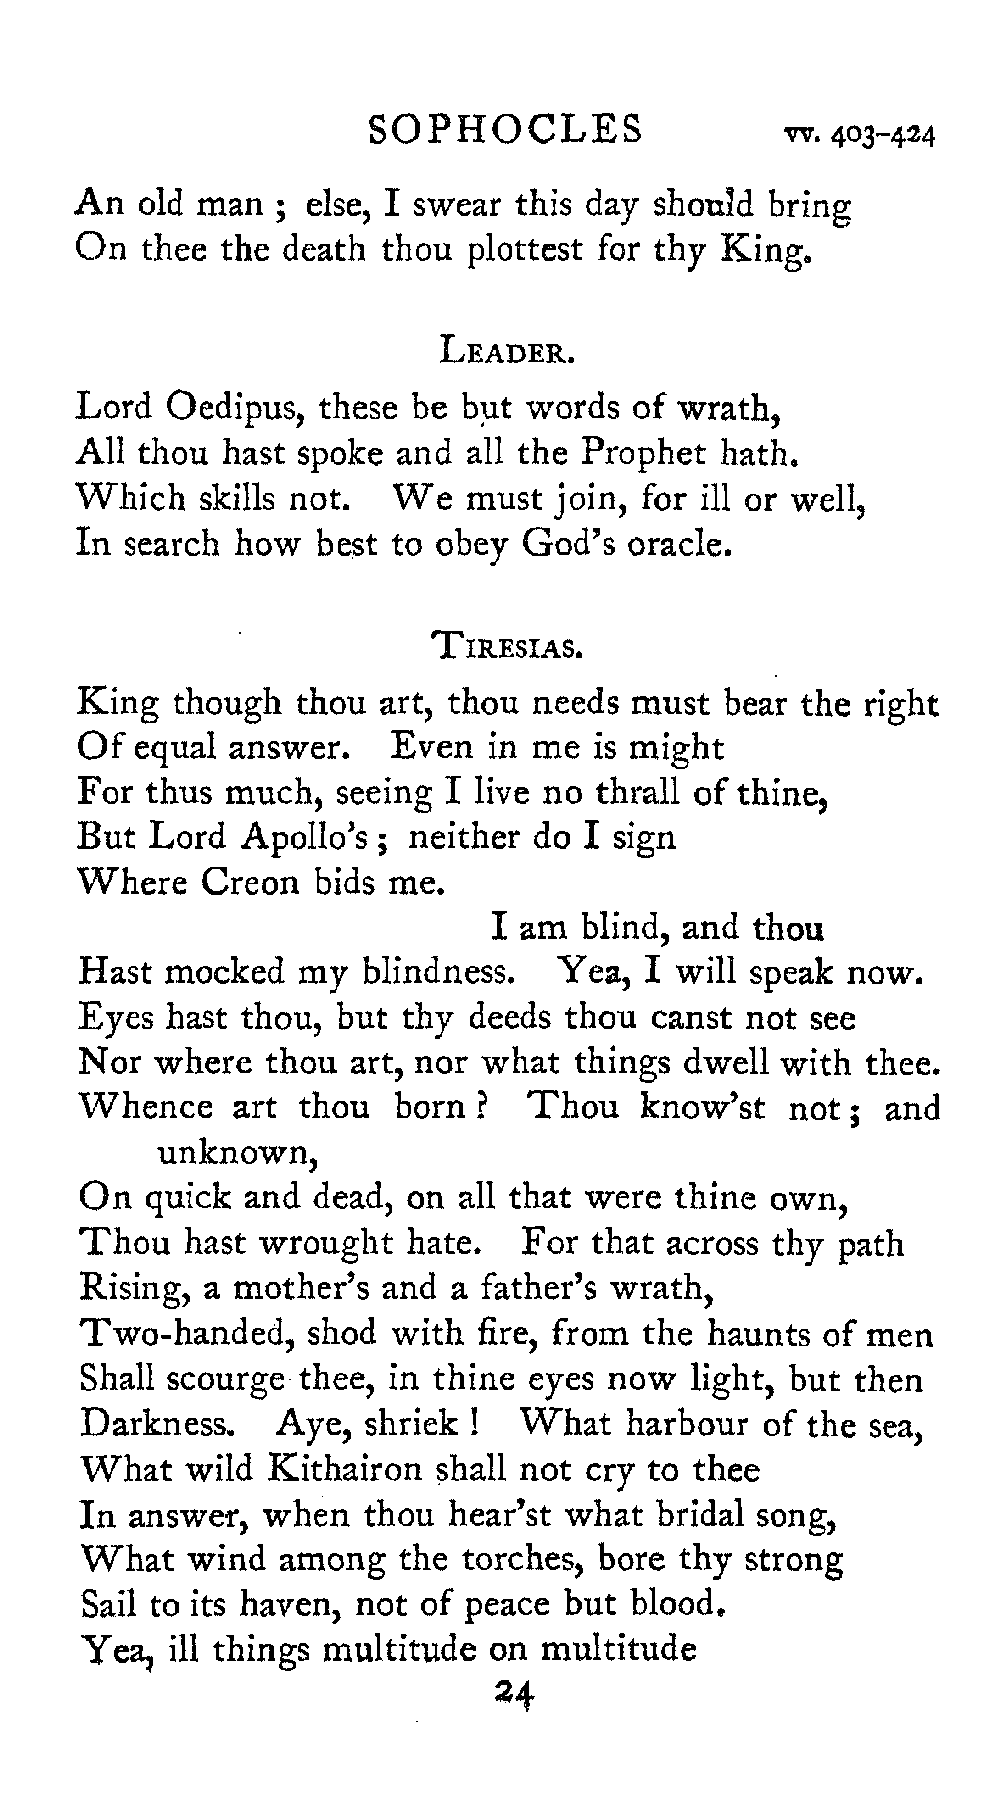 SOPHOCLES vv. 403–424
An old man ; else, I swear this day should bring
On thee the death thou plottest for thy King.
LEADER.
Lord Oedipus, these be but words of wrath,
All thou hast spoke and all the Prophet hath.
Which skills not. We must join, for ill or well,
In search how best to obey God's oracle.
TIRESIAS.
King though thou art, thou needs must bear the right
Of equal answer. Even in me is might
For thus much, seeing I live no thrall of thine,
But Lord Apollo's ; neither do I sign
Where Creon bids me.
I am blind, and thou
Hast mocked my blindness. Yea, I will speak now.
Eyes hast thou, but thy deeds thou canst not see
Nor where thou art, nor what things dwell with thee.
Whence art thou born ? Thou know'st not ; and
unknown,
On quick and dead, on all that were thine own,
Thou hast wrought hate. For that across thy path
Rising, a mother's and a father's wrath,
Two-handed, shod with fire, from the haunts of men
Shall scourge thee, in thine eyes now light, but then
Darkness. Aye, shriek ! What harbour of the sea,
What wild Kithairon shall not cry to thee
In answer, when thou hear'st what bridal song,
What wind among the torches, bore thy strong
Sail to its haven, not of peace but blood.
Yea, ill things multitude on multitude
24